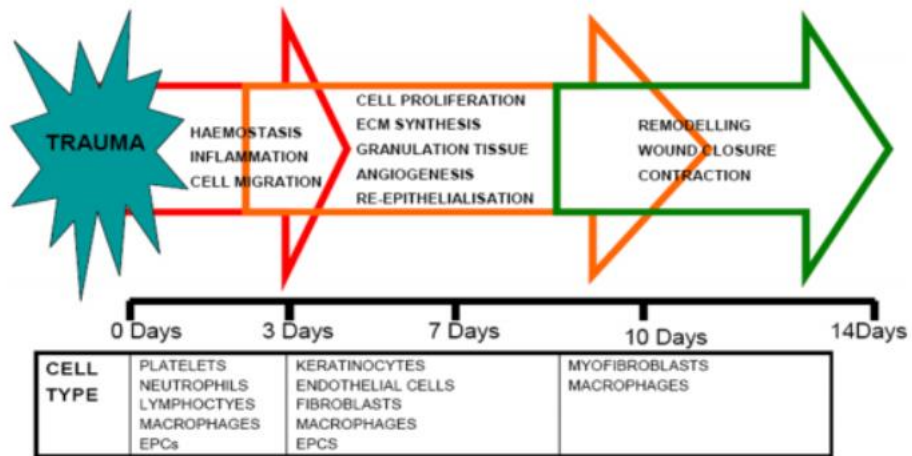 TRAUMA
HAEMOSTASIS
INFLAMMATION
CELL MIGRATION
CELL PROLIFERATION
ECM SYNTHESIS
GRANULATION TISSUE
ANGIOGENESIS
RE-EPITHELIALISATION
REMODELLING
WOUND CLOSURE
CONTRACTION
0 Days
3 Days
7 Days
10 Days
14Days
CELL
TYPE
PLATELETS
NEUTROPHILS
LYMPHOCTYES
MACROPHAGES
EPCs
KERATINOCYTES
ENDOTHELIAL CELLS
FIBROBLASTS
MACROPHAGES
EPCS
MYOFIBROBLASTS
MACROPHAGES